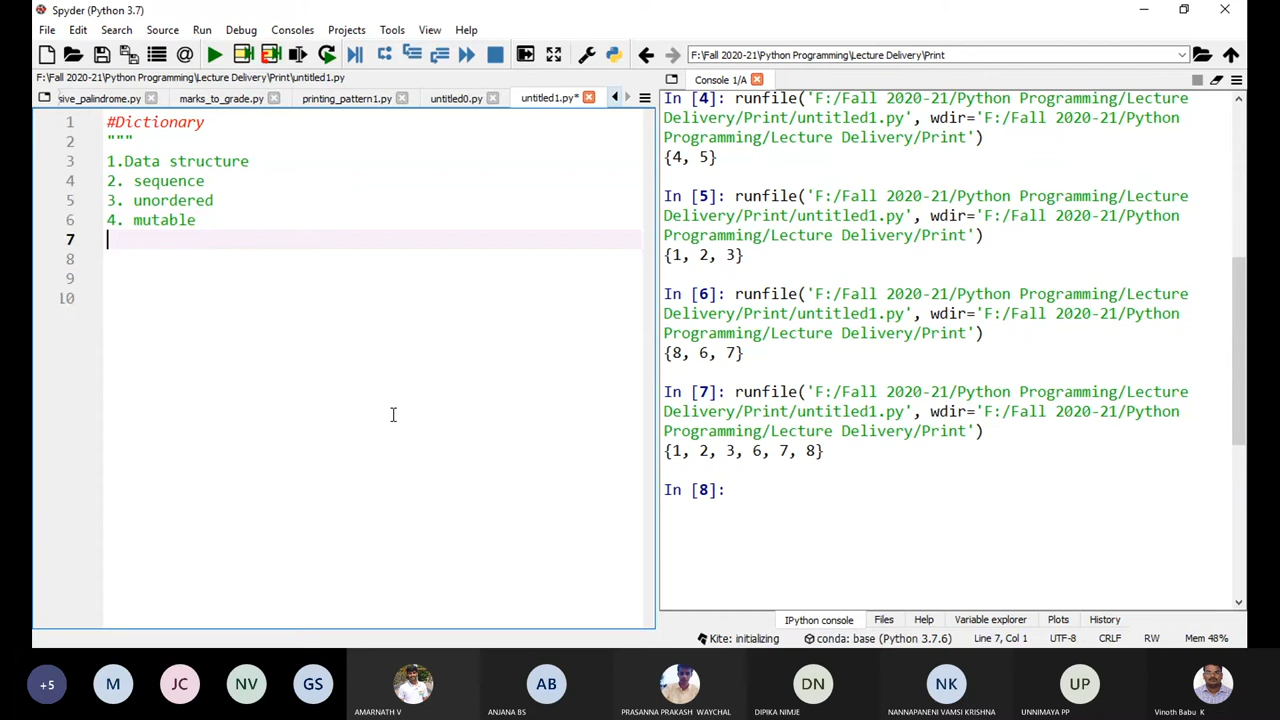 Spyder (Python 3.7)
File Edit Search Source Run Debug Consoles Projects Tools View Help
F:\Fall 2020-21\Python Programming\Lecture Delivery\Print
F:\Fall 2020-21\Python Programming\Lecture Delivery\Print\untitled1.py
sive_palindrome.py marks_to_grade.py printing_pattern1.py untitled0.py untitled1.py*
1 #Dictionary
2 """
3 1.Data structure
4 2. sequence
5 3. unordered
6 4. mutable
7
8
9
10
Console 1/A
In [4]: runfile('F:/Fall 2020-21/Python Programming/Lecture
Delivery/Print/untitled1.py', wdir='F:/Fall 2020-21/Python
Programming/Lecture Delivery/Print')
{4, 5}
In [5]: runfile('F:/Fall 2020-21/Python Programming/Lecture
Delivery/Print/untitled1.py', wdir='F:/Fall 2020-21/Python
Programming/Lecture Delivery/Print')
{1, 2, 3}
In [6]: runfile('F:/Fall 2020-21/Python Programming/Lecture
Delivery/Print/untitled1.py', wdir='F:/Fall 2020-21/Python
Programming/Lecture Delivery/Print')
{8, 6, 7}
In [7]: runfile('F:/Fall 2020-21/Python Programming/Lecture
Delivery/Print/untitled1.py', wdir='F:/Fall 2020-21/Python
Programming/Lecture Delivery/Print')
{1, 2, 3, 6, 7, 8}
In [8]:
IPython console Files Help Variable explorer Plots History
Kite: initializing conda: base (Python 3.7.6) Line 7, Col 1 UTF-8 CRLF RW Mem 48%
+5 M JC NV GS AB DN NK UP
AMARNATH V ANJANA BS PRASANNA PRAKASH WAYCHAL DIPIKA NIMJE NANNAPANENI VAMSI KRISHNA UNNIMAYA PP Vinoth Babu K